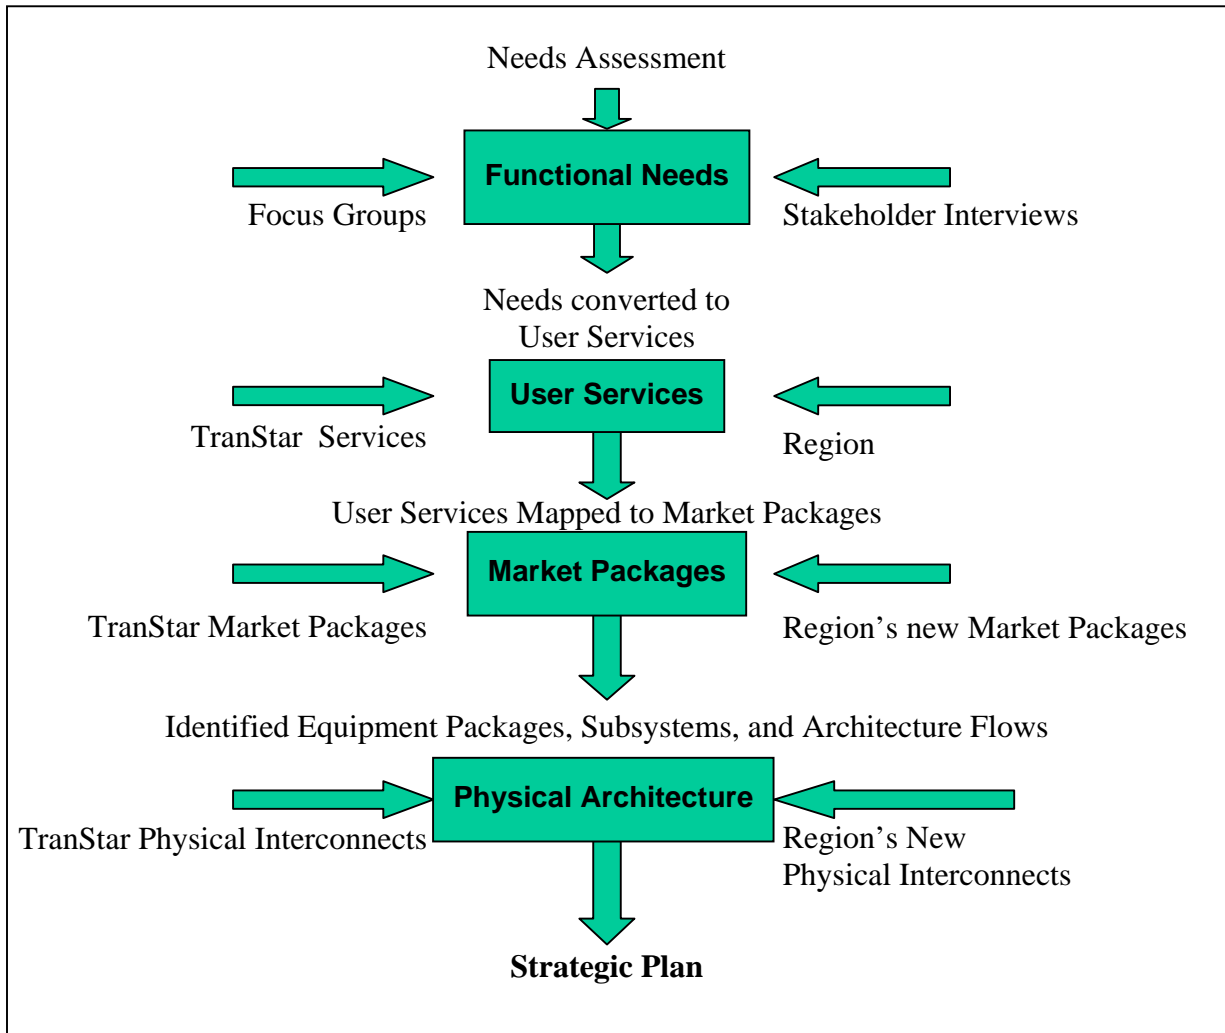 Needs Assessment
Functional Needs
Focus Groups
Stakeholder Interviews
Needs converted to
User Services
User Services
TranStar Services
Region
User Services Mapped to Market Packages
Market Packages
TranStar Market Packages
Region’s new Market Packages
Identified Equipment Packages, Subsystems, and Architecture Flows
Physical Architecture
TranStar Physical Interconnects
Region’s New
Physical Interconnects
Strategic Plan